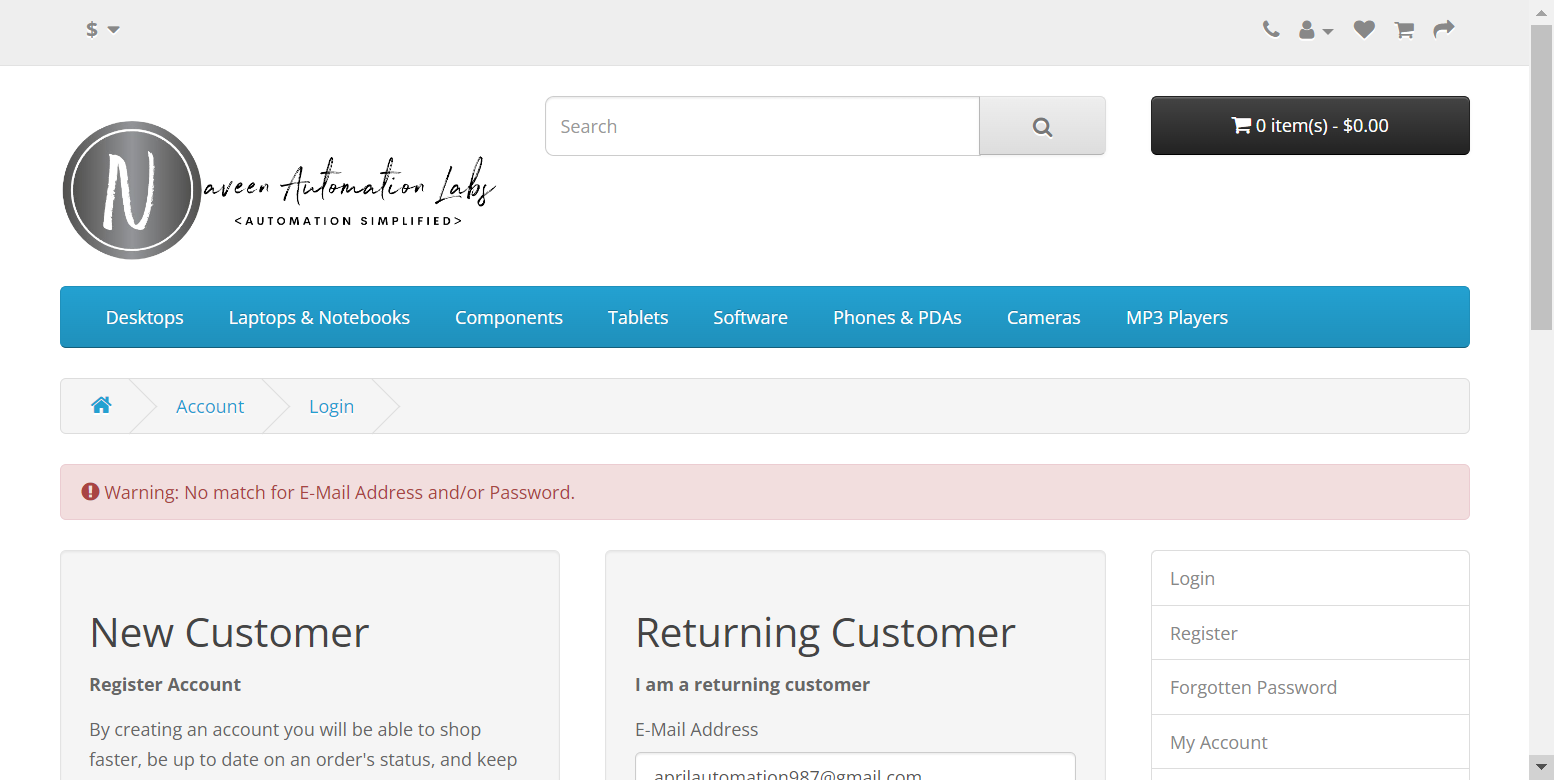 $
Search
0 item(s) - $0.00
N
aveen Automation Labs
<AUTOMATION SIMPLIFIED>
Desktops Laptops & Notebooks Components Tablets Software Phones & PDAs Cameras MP3 Players
Account Login
Warning: No match for E-Mail Address and/or Password.
New Customer
Register Account
By creating an account you will be able to shop
faster, be up to date on an order's status, and keep
Returning Customer
I am a returning customer
E-Mail Address
aprilautomation987@gmail.com
Login
Register
Forgotten Password
My Account